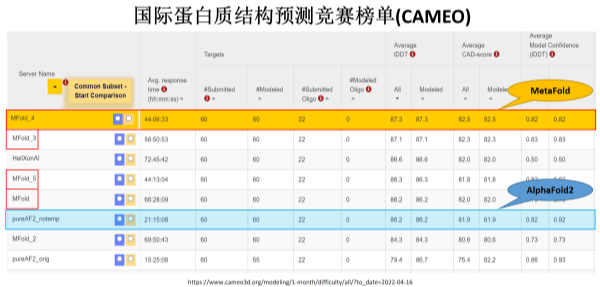 国际蛋白质结构预测竞赛榜单(CAMEO)
Targets
Average lDDT
Average CAD-score
Average Model Confidence (lDDT)
Server Name
Common Subset - Start Comparison
Avg. response time (hh:mm:ss)
#Submitted
#Modeled
#Submitted Oligo
#Modeled Oligo
All
Modeled
All
MetaFold
MFold_4 44:06:33 60 60 22 0 87.3 87.3 82.5 82.5 0.82 0.82
MFold_3 56:50:53 60 60 22 0 87.1 87.1 82.3 82.3 0.83 0.83
HeliXonAI 72:45:42 60 60 22 0 86.6 86.6 82.0 82.0 0.50 0.50
MFold_5 44:13:04 60 60 22 0 86.3 86.3 81.8 81.8
MFold 66:28:09 60 60 22 0 86.2 86.2 82.0 82.0
AlphaFold2
pureAF2_notemp 21:15:06 60 60 22 0 86.2 86.2 81.9 81.9 0.92 0.92
MFold_2 69:50:43 60 60 22 0 84.3 84.3 80.6 80.6 0.73 0.73
pureAF2_orig 15:25:06 60 55 22 0 79.4 86.7 75.4 82.2 0.86 0.93
https://www.cameo3d.org/modeling/1-month/difficulty/all/?to_date=2022-04-16